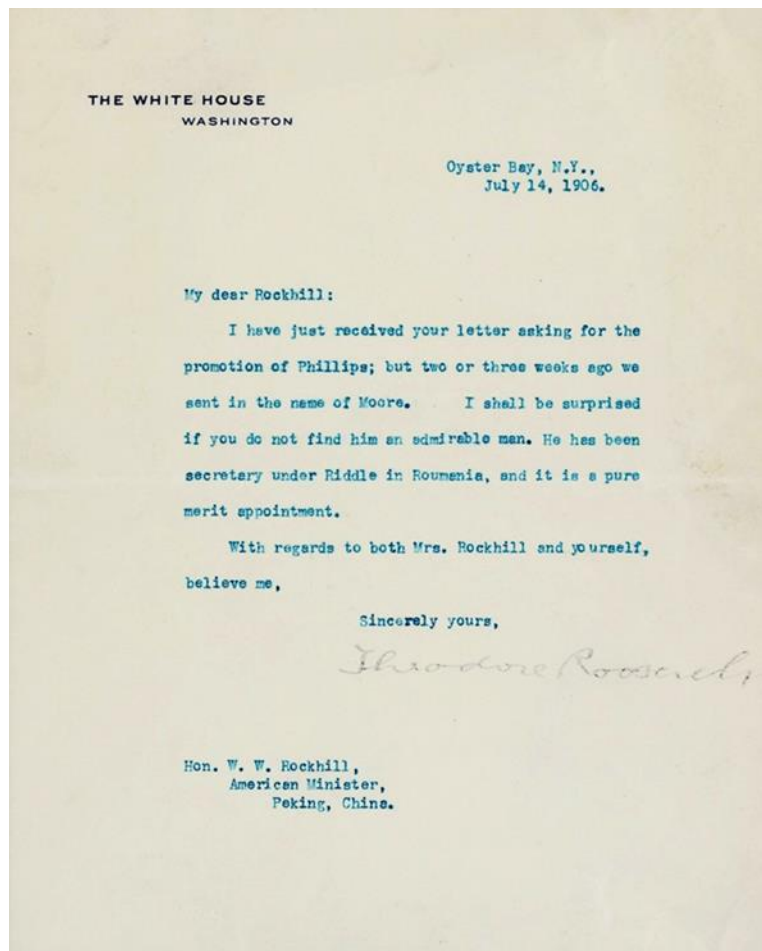 THE WHITE HOUSE
WASHINGTON
Oyster Bay, N.Y.,
July 14, 1906.
My dear Rockhill:
I have just received your letter asking for the
promotion of Phillips; but two or three weeks ago we
sent in the name of Moore. I shall be surprised
if you do not find him an admirable man. He has been
secretary under Riddle in Roumania, and it is a pure
merit appointment.
With regards to both Mrs. Rockhill and yourself,
believe me,
Sincerely yours,
Theodore Roosevelt
Hon. W. W. Rockhill,
American Minister,
Peking, China.